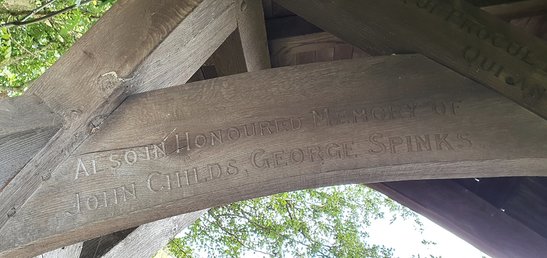 ALSO IN HONOURED MEMORY OF
JOHN CHILDS, GEORGE SPINKS